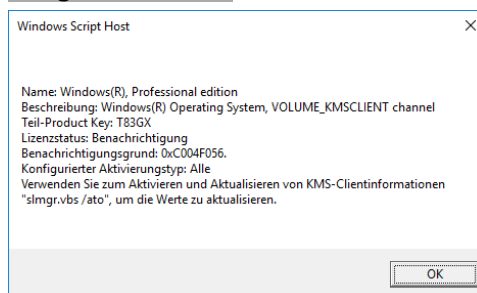 Windows Script Host
Name: Windows(R), Professional edition
Beschreibung: Windows(R) Operating System, VOLUME_KMSCLIENT channel
Teil-Product Key: T83GX
Lizenzstatus: Benachrichtigung
Benachrichtigungsgrund: 0xC004F056.
Konfigurierter Aktivierungstyp: Alle
Verwenden Sie zum Aktivieren und Aktualisieren von KMS-Clientinformationen
"slmgr.vbs /ato", um die Werte zu aktualisieren.
OK